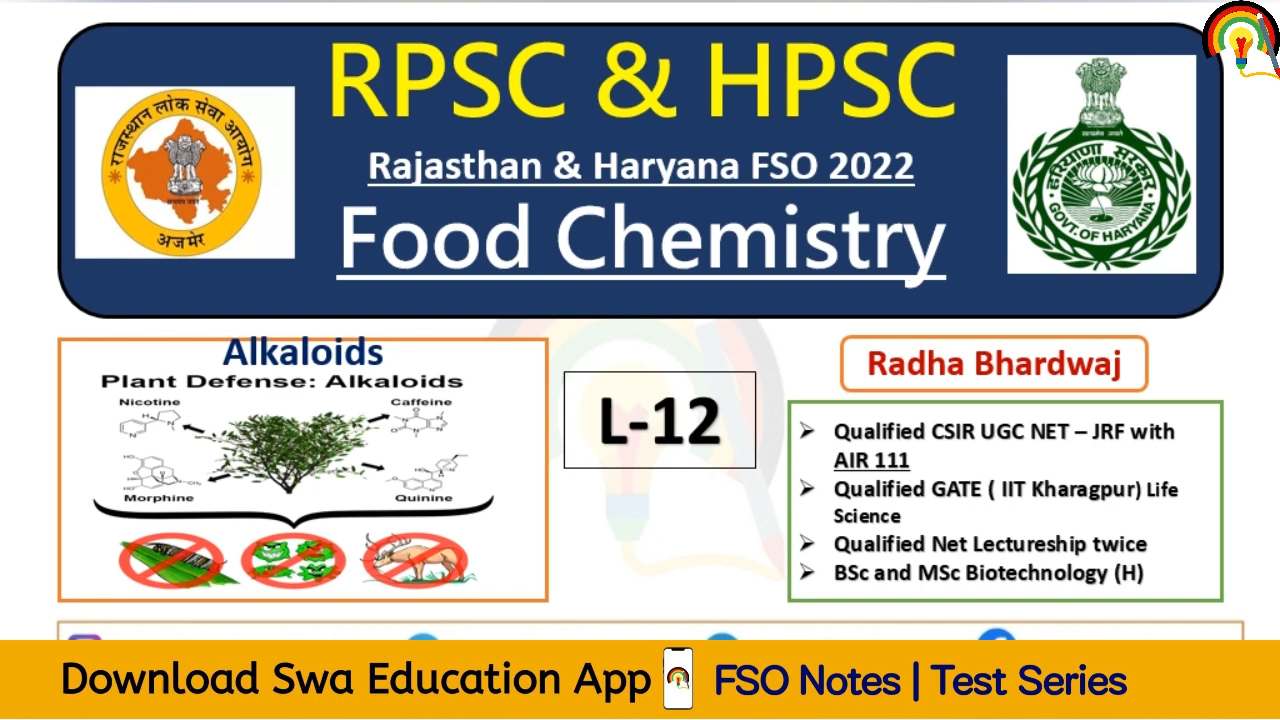 RPSC & HPSC
Rajasthan & Haryana FSO 2022
Food Chemistry
राजस्थान लोक सेवा आयोग
अजमेर
हरियाणा सरकार
GOVT. OF HARYANA
Alkaloids
Plant Defense: Alkaloids
Nicotine
Caffeine
Morphine
Quinine
L-12
Radha Bhardwaj
Qualified CSIR UGC NET – JRF with
AIR 111
Qualified GATE ( IIT Kharagpur) Life
Science
Qualified Net Lectureship twice
BSc and MSc Biotechnology (H)
Download Swa Education App
FSO Notes | Test Series